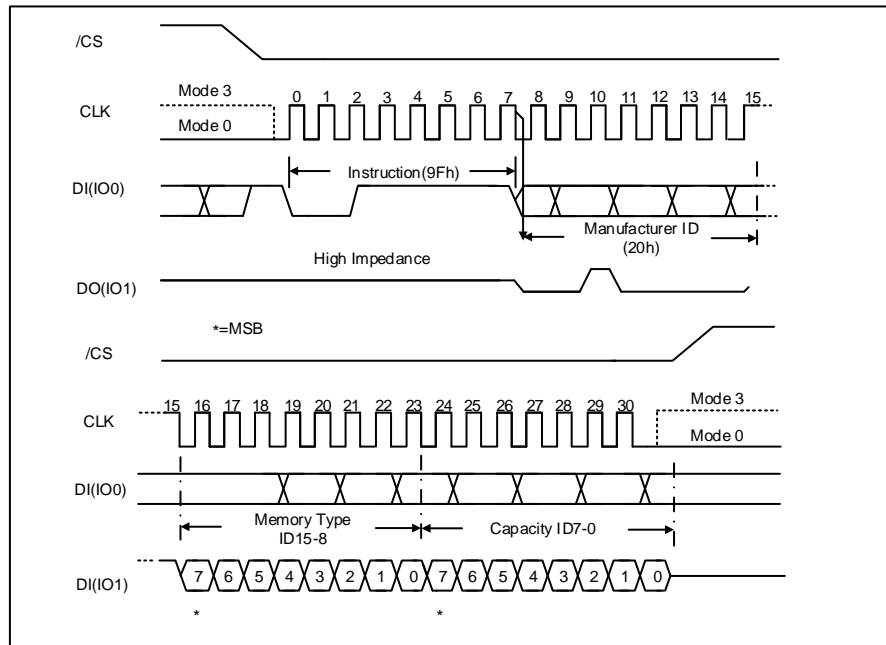 /CS
Mode 3
0 1 2 3 4 5 6 7 8 9 10 11 12 13 14 15
CLK
Mode 0
Instruction(9Fh)
DI(IO0)
Manufacturer ID
(20h)
High Impedance
DO(IO1)
*=MSB
/CS
15 16 17 18 19 20 21 22 23 24 25 26 27 28 29 30
Mode 3
CLK
Mode 0
DI(IO0)
Memory Type
ID15-8
Capacity ID7-0
DI(IO1)
7 6 5 4 3 2 1 0 7 6 5 4 3 2 1 0
* *